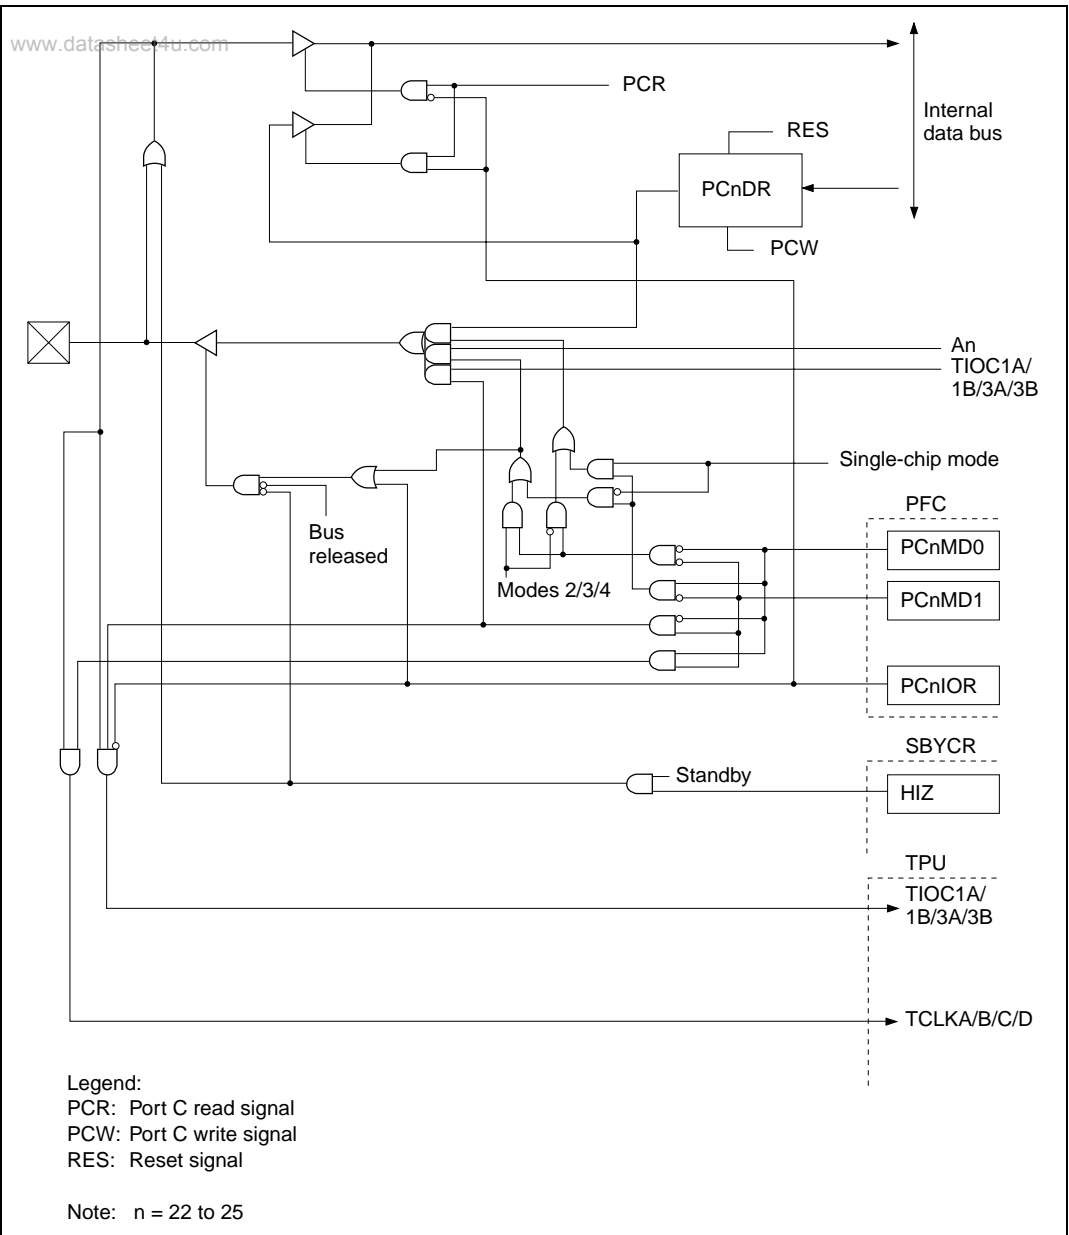 www.datasheet4u.com
PCR
Internal
data bus
RES
PCnDR
PCW
An
TIOC1A/
1B/3A/3B
Single-chip mode
PFC
Bus
released
PCnMD0
Modes 2/3/4
PCnMD1
PCnIOR
SBYCR
Standby
HIZ
TPU
TIOC1A/
1B/3A/3B
TCLKA/B/C/D
Legend:
PCR: Port C read signal
PCW: Port C write signal
RES: Reset signal
Note: n = 22 to 25